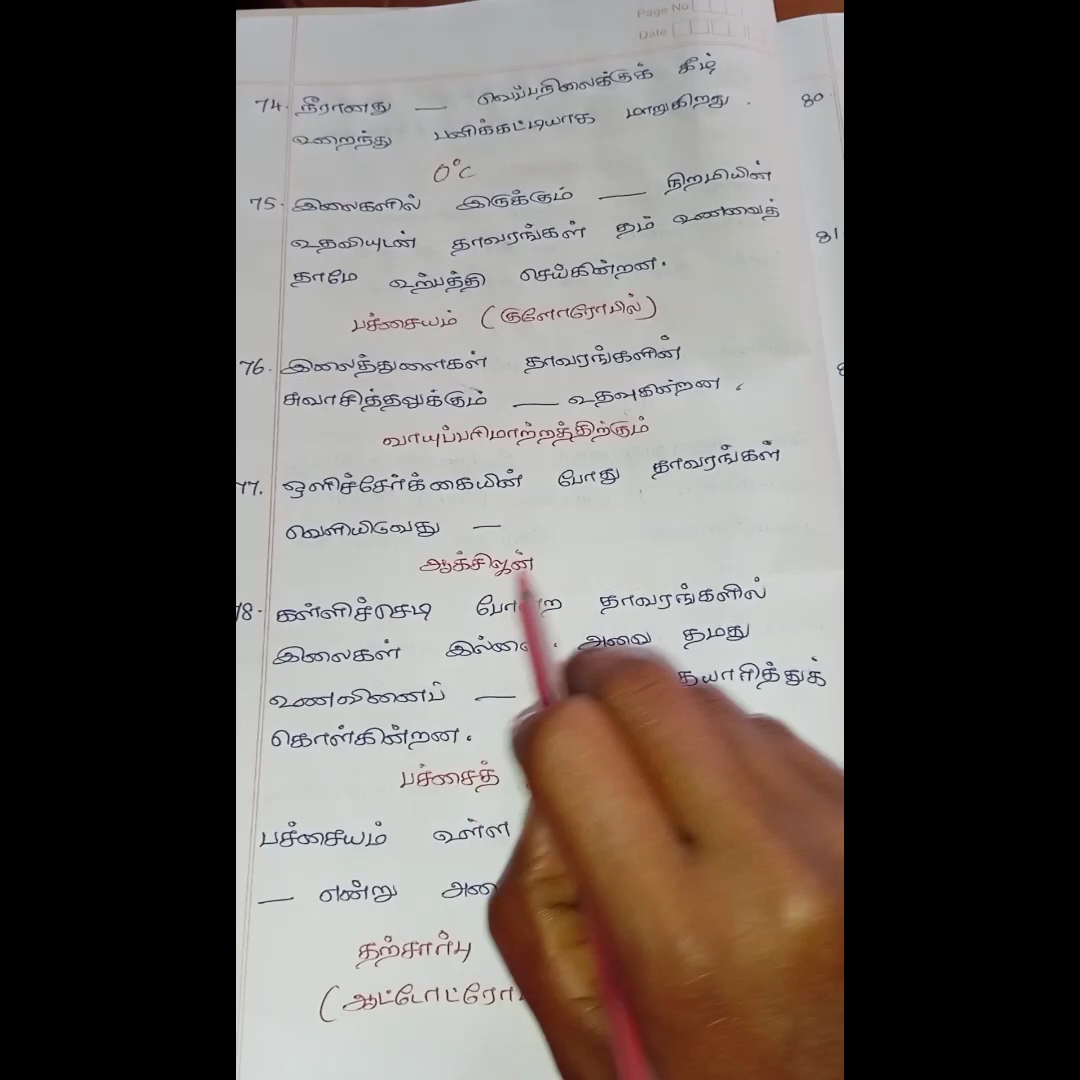 Page No
Date
74. நீரானது — வெப்பநிலைக்குக் கீழ்
உறைந்து பனிக்கட்டியாக மாறுகிறது.
0°C
75. இலைகளில் இருக்கும் — நிறமியின்
உதவியுடன் தாவரங்கள் தம் உணவைத்
தாமே உற்பத்தி செய்கின்றன.
பச்சையம் (குளோரோபில்)
76. இலைத்துளைகள் தாவரங்களின்
சுவாசித்தலுக்கும் — உதவுகின்றன.
வாயுப்பரிமாற்றத்திற்கும்
77. ஒளிச்சேர்க்கையின் போது தாவரங்கள்
வெளியிடுவது —
ஆக்சிஜன்
78. கள்ளிச்செடி போன்ற தாவரங்களில்
இலைகள் அவை தமது
உணவினைப் — தயாரித்துக்
கொள்கின்றன.
பச்சைத்
பச்சையம் உள்ள
— என்று
தற்சார்பு
80.
81